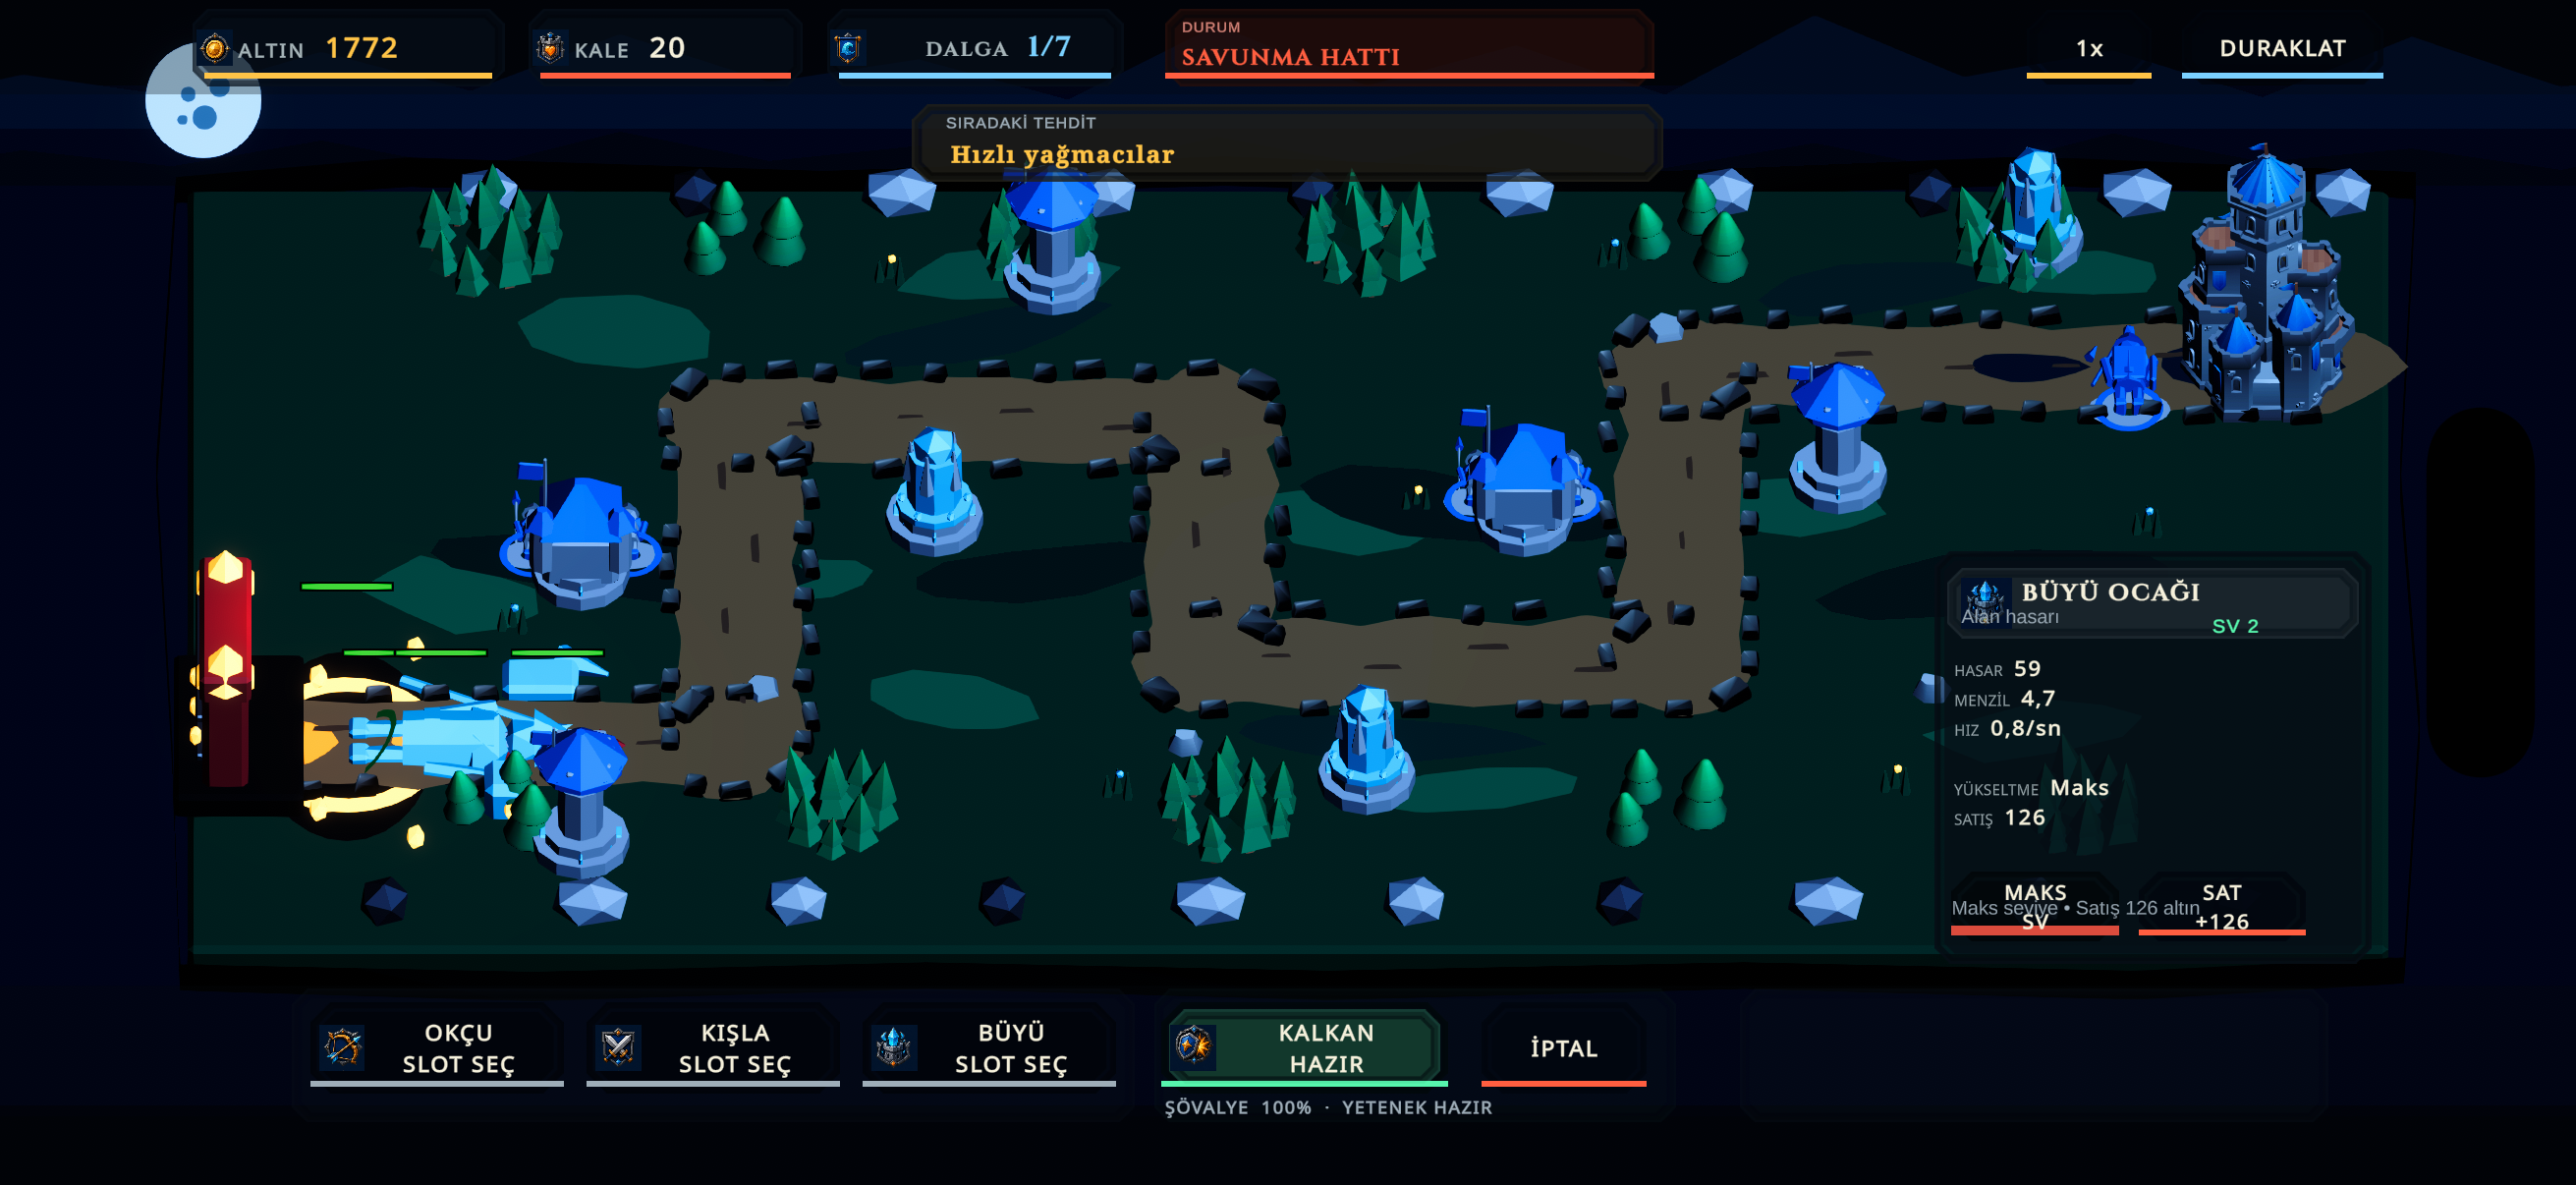 ALTIN 1772
KALE 20
DALGA 1/7
DURUM
SAVUNMA HATTI
1x
DURAKLAT
SIRADAKİ TEHDİT
Hızlı yağmacılar
BÜYÜ OCAĞI
Alan hasarı
SV 2
HASAR 59
MENZİL 4,7
HIZ 0,8/sn
YÜKSELTME Maks
SATIŞ 126
MAKS
SV
SAT
+126
Maks seviye • Satış 126 altın
OKÇU
SLOT SEÇ
KIŞLA
SLOT SEÇ
BÜYÜ
SLOT SEÇ
KALKAN
HAZIR
İPTAL
ŞÖVALYE 100% · YETENEK HAZIR